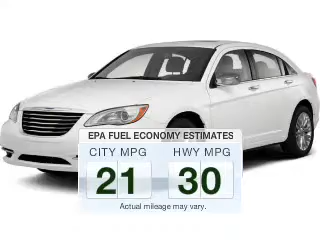 EPA FUEL ECONOMY ESTIMATES
CITY MPG HWY MPG
21 30
Actual mileage may vary.